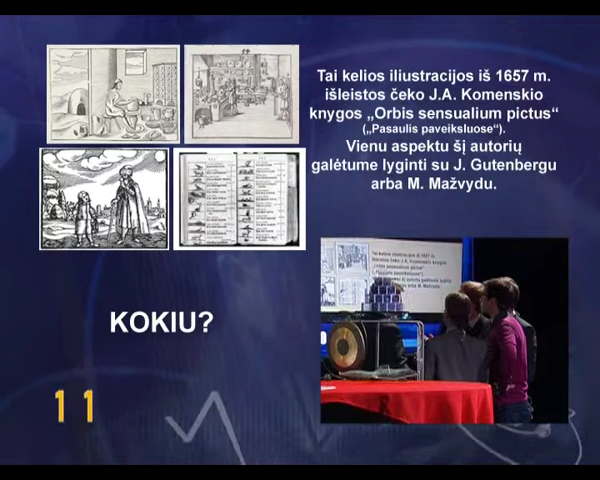 Tai kelios iliustracijos iš 1657 m.
išleistos čeko J.A. Komenskio
knygos „Orbis sensualium pictus“
(„Pasaulis paveiksluose“).
Vienu aspektu šį autorių
galėtume lyginti su J. Gutenbergu
arba M. Mažvydu.
KOKIU?
11